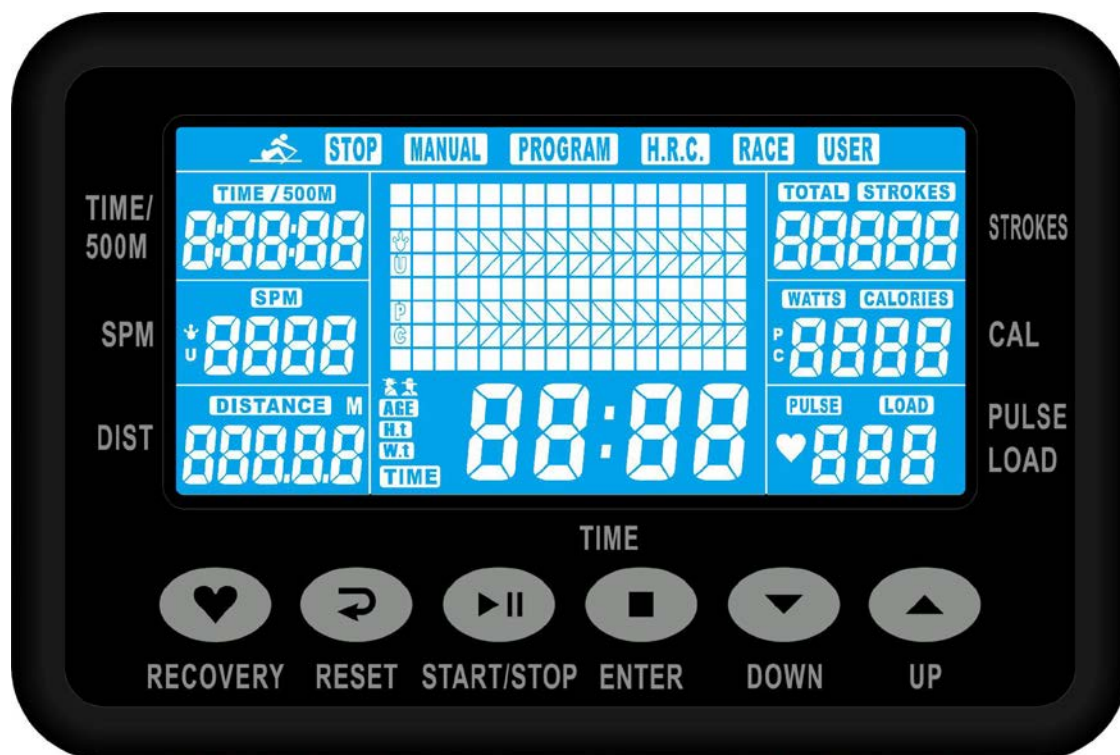 STOP MANUAL PROGRAM H.R.C. RACE USER
TIME/
500M
TIME / 500M
8:88:88
TOTAL STROKES
88888
STROKES
SPM
SPM
U
8888
U
P
C
WATTS CALORIES
P
C
8888
CAL
DIST
DISTANCE M
888.8.8
AGE
H.t
W.t
TIME
88:88
PULSE LOAD
888
PULSE
LOAD
TIME
RECOVERY RESET START/STOP ENTER DOWN UP